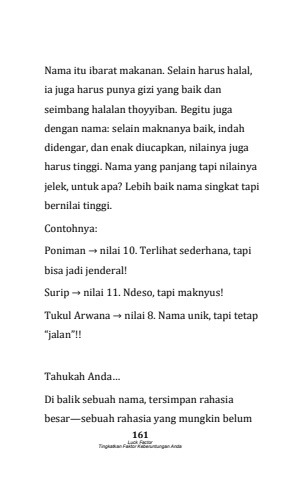 Nama itu ibarat makanan. Selain harus halal,
ia juga harus punya gizi yang baik dan
seimbang halalan thoyyiban. Begitu juga
dengan nama: selain maknanya baik, indah
didengar, dan enak diucapkan, nilainya juga
harus tinggi. Nama yang panjang tapi nilainya
jelek, untuk apa? Lebih baik nama singkat tapi
bernilai tinggi.
Contohnya:
Poniman → nilai 10. Terlihat sederhana, tapi
bisa jadi jenderal!
Surip → nilai 11. Ndeso, tapi maknyus!
Tukul Arwana → nilai 8. Nama unik, tapi tetap
“jalan”!!
Tahukah Anda…
Di balik sebuah nama, tersimpan rahasia
besar—sebuah rahasia yang mungkin belum
161
Luck Factor
Tingkatkan Faktor Keberuntungan Anda